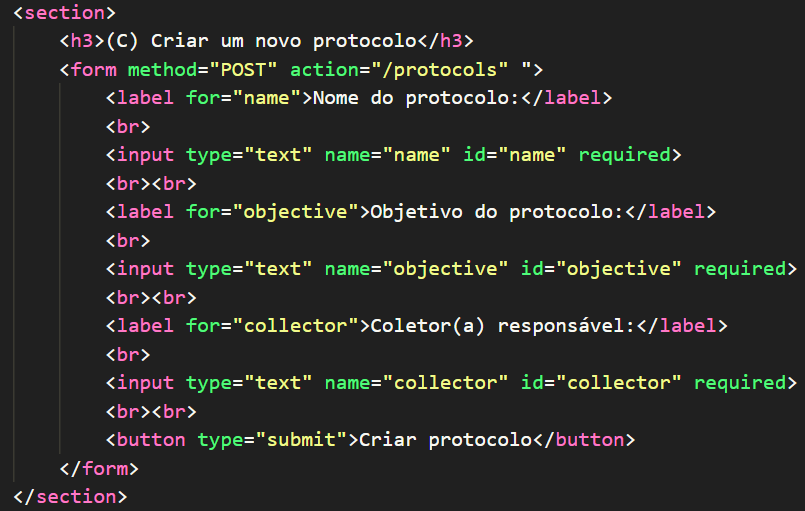 <section>
<h3>(C) Criar um novo protocolo</h3>
<form method="POST" action="/protocols" ">
<label for="name">Nome do protocolo:</label>
<br>
<input type="text" name="name" id="name" required>
<br><br>
<label for="objective">Objetivo do protocolo:</label>
<br>
<input type="text" name="objective" id="objective" required>
<br><br>
<label for="collector">Coletor(a) responsável:</label>
<br>
<input type="text" name="collector" id="collector" required>
<br><br>
<button type="submit">Criar protocolo</button>
</form>
</section>